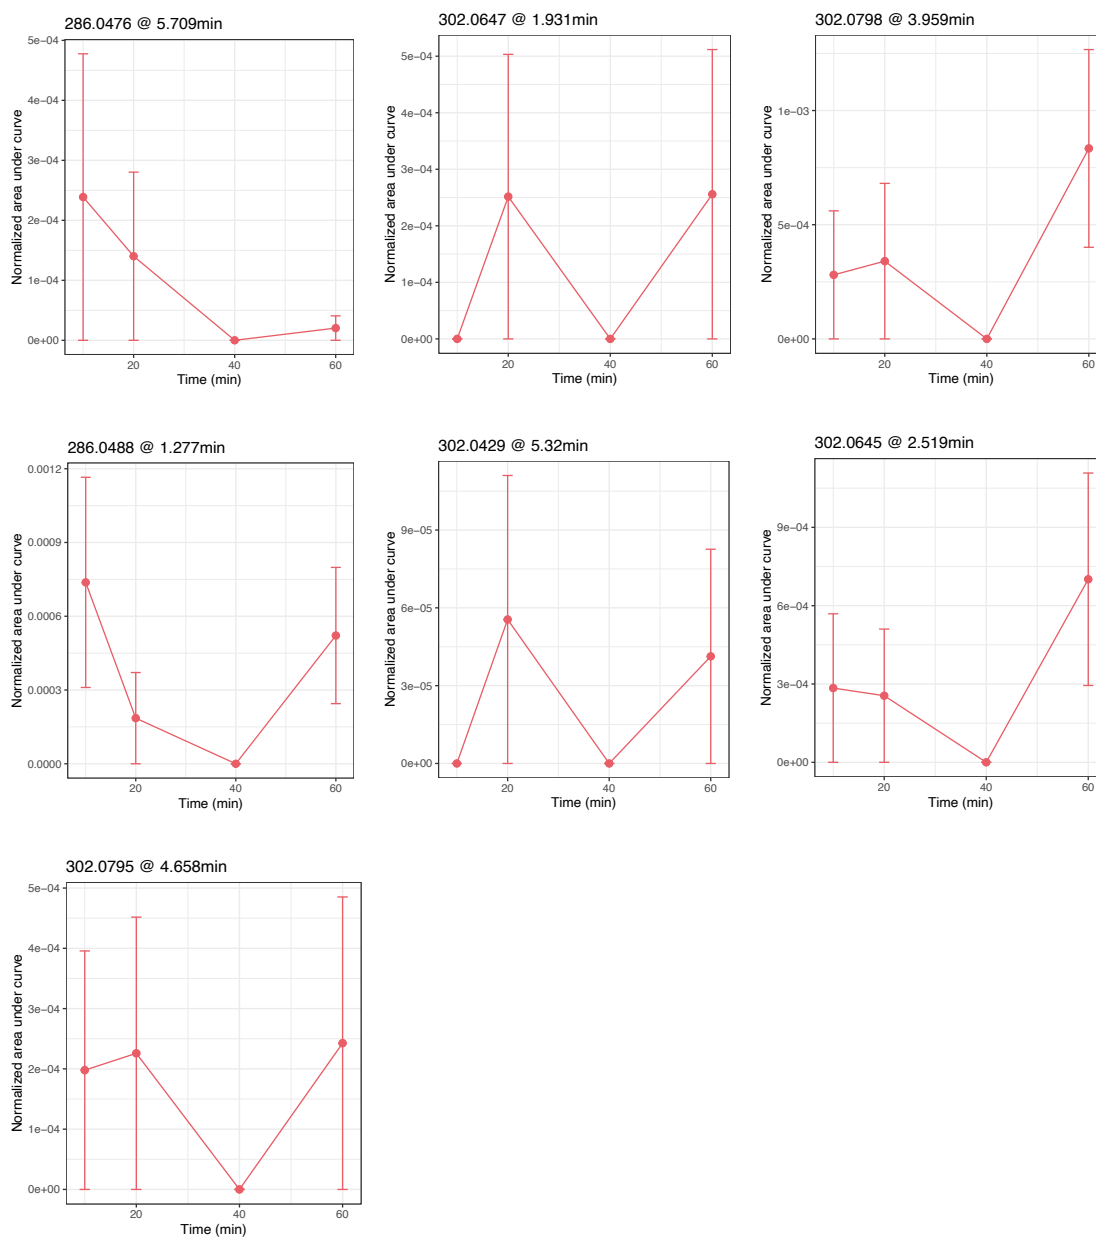 286.0476 @ 5.709min
Normalized area under curve
5e−04
4e−04
3e−04
2e−04
1e−04
0e+00
20
40
60
Time (min)
302.0647 @ 1.931min
Normalized area under curve
5e−04
4e−04
3e−04
2e−04
1e−04
0e+00
20
40
60
Time (min)
302.0798 @ 3.959min
Normalized area under curve
1e−03
5e−04
0e+00
20
40
60
Time (min)
286.0488 @ 1.277min
Normalized area under curve
0.0012
0.0009
0.0006
0.0003
0.0000
20
40
60
Time (min)
302.0429 @ 5.32min
Normalized area under curve
9e−05
6e−05
3e−05
0e+00
20
40
60
Time (min)
302.0645 @ 2.519min
Normalized area under curve
9e−04
6e−04
3e−04
0e+00
20
40
60
Time (min)
302.0795 @ 4.658min
Normalized area under curve
5e−04
4e−04
3e−04
2e−04
1e−04
0e+00
20
40
60
Time (min)